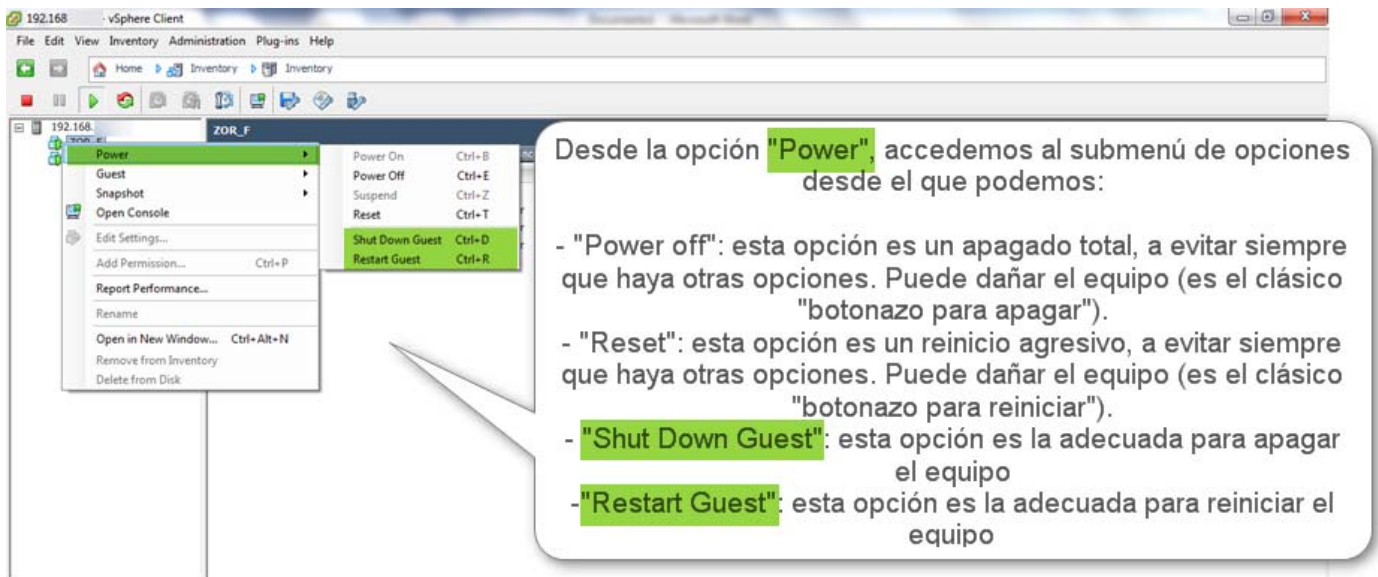 192.168 - vSphere Client
File Edit View Inventory Administration Plug-ins Help
Home Inventory Inventory
192.168.
ZOR_F
ZOR_F
Power
Guest
Snapshot
Open Console
Edit Settings...
Add Permission... Ctrl+P
Report Performance...
Rename
Open in New Window... Ctrl+Alt+N
Remove from Inventory
Delete from Disk
Power On Ctrl+B
Power Off Ctrl+E
Suspend Ctrl+Z
Reset Ctrl+T
Shut Down Guest Ctrl+D
Restart Guest Ctrl+R
Desde la opción "Power", accedemos al submenú de opciones
desde el que podemos:
- "Power off": esta opción es un apagado total, a evitar siempre
que haya otras opciones. Puede dañar el equipo (es el clásico
"botonazo para apagar").
- "Reset": esta opción es un reinicio agresivo, a evitar siempre
que haya otras opciones. Puede dañar el equipo (es el clásico
"botonazo para reiniciar").
- "Shut Down Guest": esta opción es la adecuada para apagar
el equipo
-"Restart Guest": esta opción es la adecuada para reiniciar el
equipo